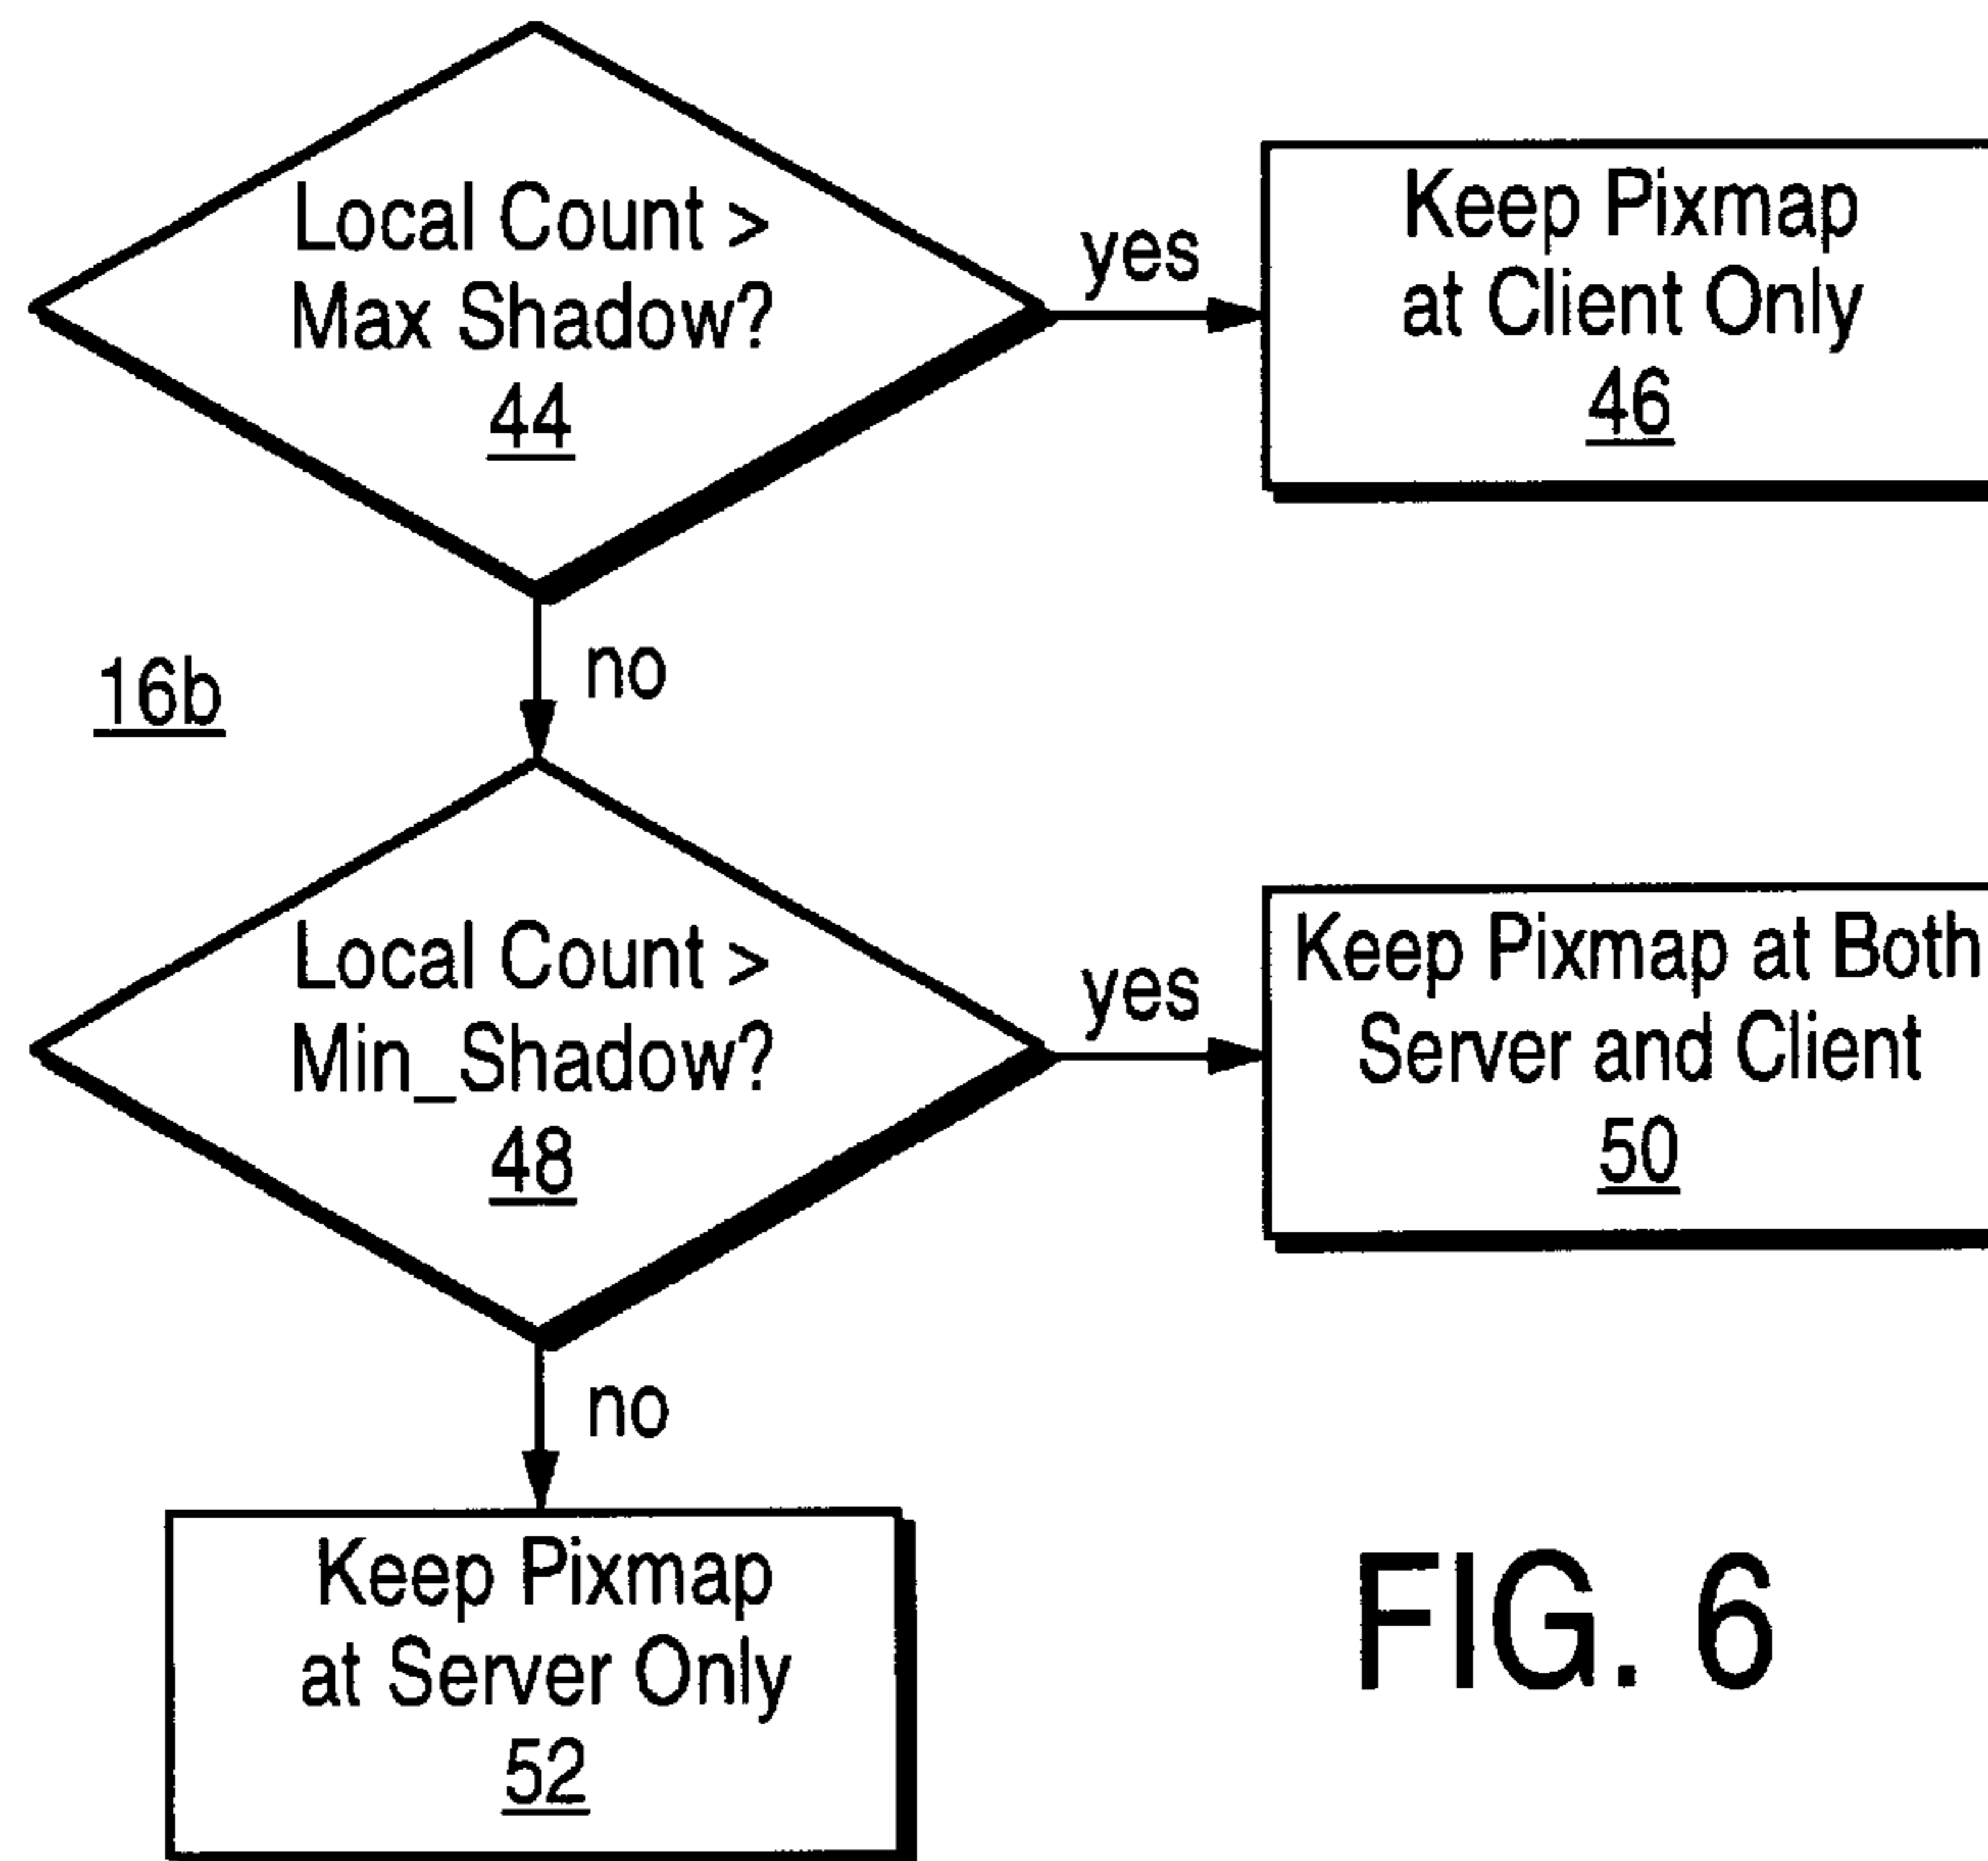 Local Count >
Max Shadow?
44
yes
Keep Pixmap
at Client Only
46
no
16b
Local Count >
Min_Shadow?
48
yes
Keep Pixmap at Both
Server and Client
50
no
Keep Pixmap
at Server Only
52
FIG. 6